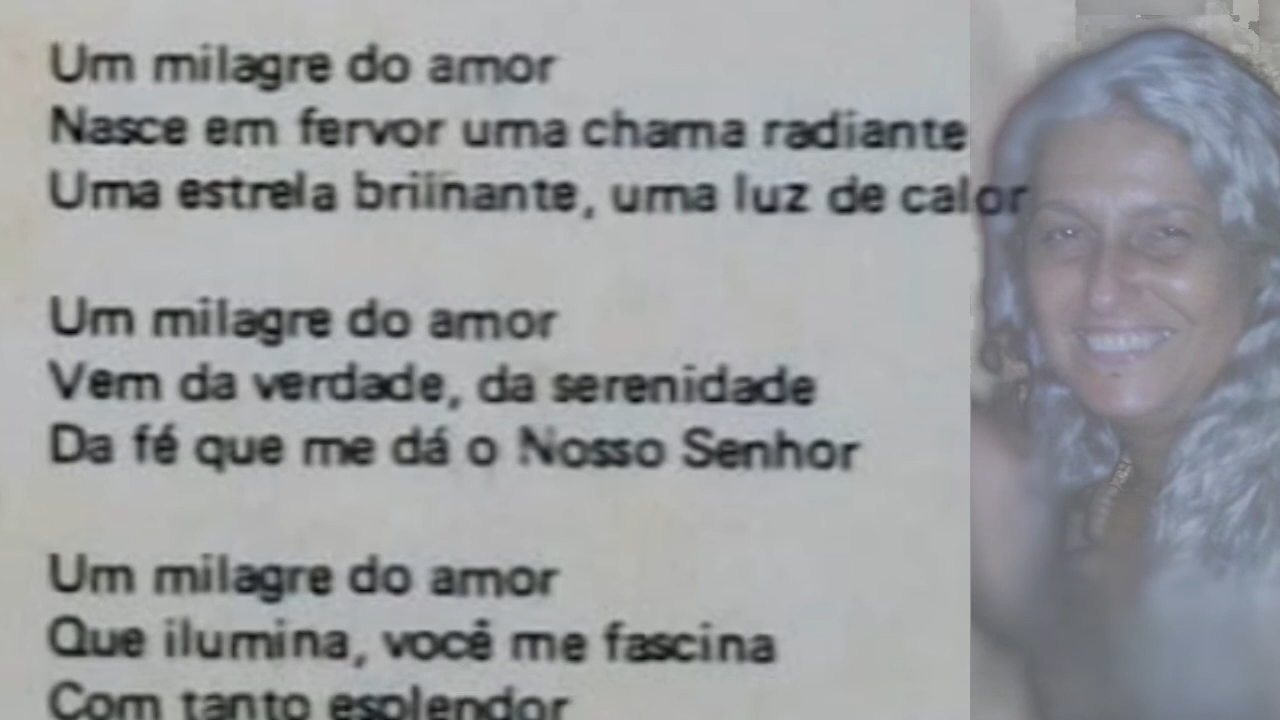 Um milagre do amor
Nasce em fervor uma chama radiante
Uma estrela brilhante, uma luz de calor
Um milagre do amor
Vem da verdade, da serenidade
Da fé que me dá o Nosso Senhor
Um milagre do amor
Que ilumina, você me fascina
Com tanto esplendor